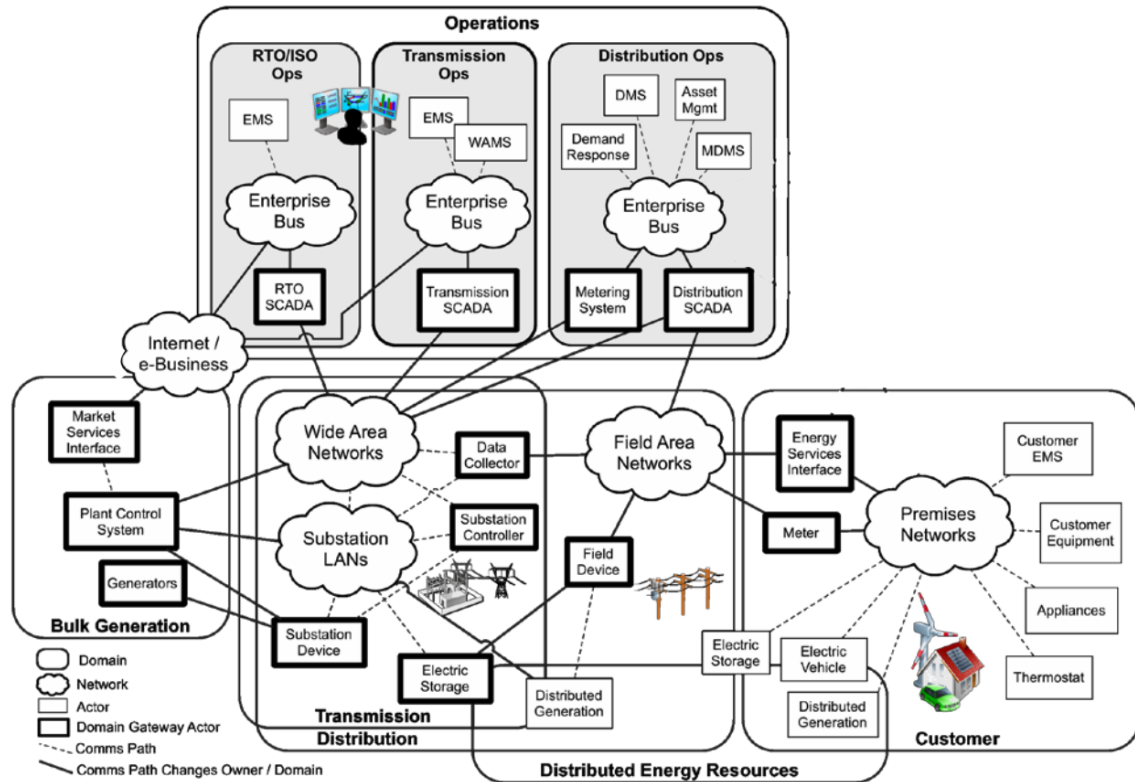 Operations
RTO/ISO
Ops
Transmission
Ops
Distribution Ops
EMS
EMS
WAMS
DMS
Asset
Mgmt
Demand
Response
MDMS
Enterprise
Bus
Enterprise
Bus
Enterprise
Bus
RTO
SCADA
Transmission
SCADA
Metering
System
Distribution
SCADA
Internet /
e-Business
Market
Services
Interface
Plant Control
System
Generators
Bulk Generation
Wide Area
Networks
Data
Collector
Substation
LANs
Substation
Controller
Substation
Device
Electric
Storage
Field Area
Networks
Field
Device
Distributed
Generation
Transmission
Distribution
Energy
Services
Interface
Meter
Premises
Networks
Customer
EMS
Customer
Equipment
Appliances
Thermostat
Electric
Storage
Electric
Vehicle
Distributed
Generation
Customer
Distributed Energy Resources
Domain
Network
Actor
Domain Gateway Actor
Comms Path
Comms Path Changes Owner / Domain